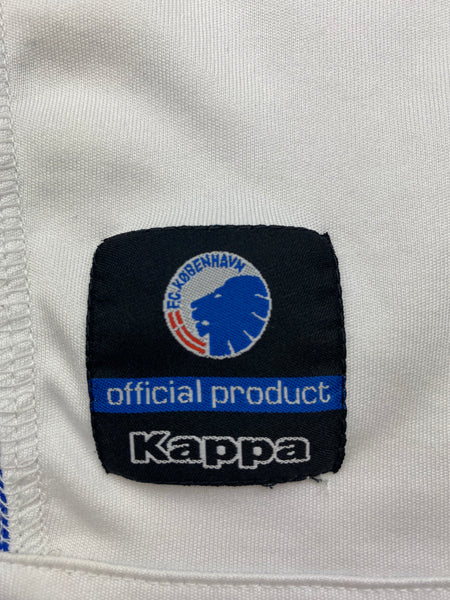 F.C. KØBENHAVN
official product
Kappa